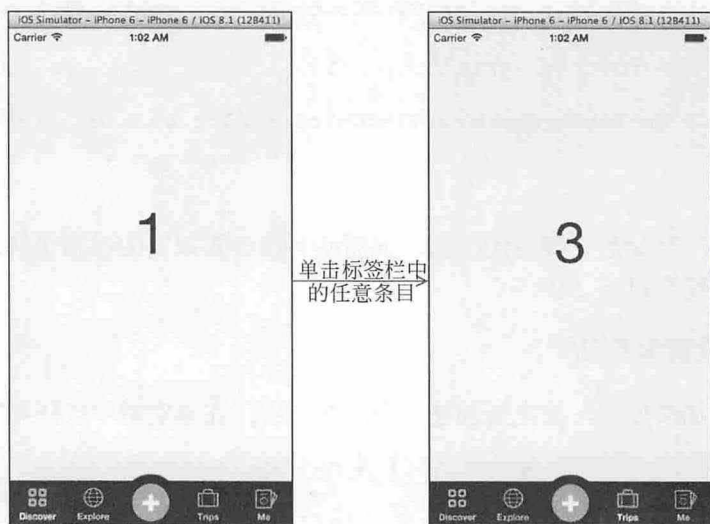 iOS Simulator - iPhone 6 - iPhone 6 / iOS 8.1 (12B411)
Carrier 1:02 AM
1
Discover Explore Trips Me
单击标签栏中
的任意条目
iOS Simulator - iPhone 6 - iPhone 6 / iOS 8.1 (12B411)
Carrier 1:02 AM
3
Discover Explore Trips Me